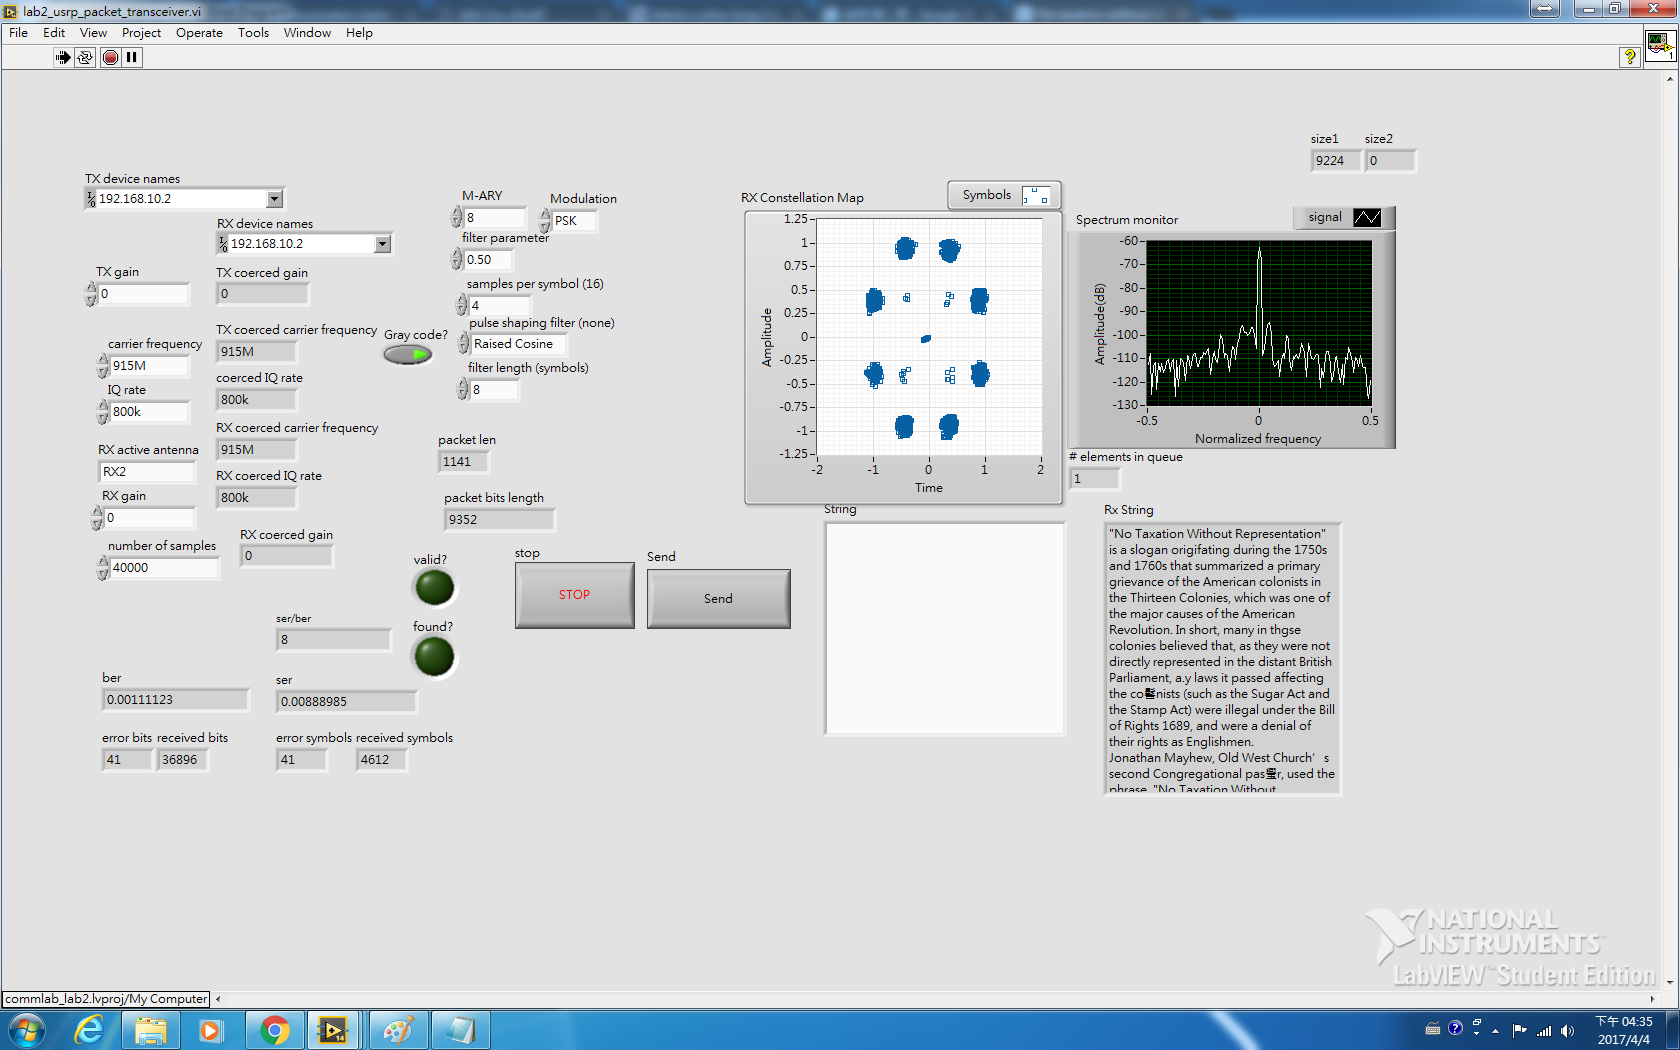 lab2_usrp_packet_transceiver.vi
File Edit View Project Operate Tools Window Help
size1 size2
9224 0
TX device names
192.168.10.2
RX device names
192.168.10.2
TX gain
0
TX coerced gain
0
carrier frequency
915M
TX coerced carrier frequency
915M
IQ rate
800k
coerced IQ rate
800k
RX coerced carrier frequency
915M
RX active antenna
RX2
RX coerced IQ rate
800k
RX gain
0
RX coerced gain
0
number of samples
40000
M-ARY
8
Modulation
PSK
filter parameter
0.50
samples per symbol (16)
4
pulse shaping filter (none)
Raised Cosine
Gray code?
filter length (symbols)
8
packet len
1141
packet bits length
9352
valid?
found?
stop
STOP
Send
Send
ser/ber
8
ber
0.00111123
ser
0.00888985
error bits received bits
41 36896
error symbols received symbols
41 4612
RX Constellation Map
Symbols
1.25
1
0.75
0.5
0.25
0
-0.25
-0.5
-0.75
-1
-1.25
Amplitude
-2 -1 0 1 2
Time
Spectrum monitor
signal
-60
-70
-80
-90
-100
-110
-120
-130
Amplitude(dB)
-0.5 0 0.5
Normalized frequency
# elements in queue
1
String
Rx String
"No Taxation Without Representation"
is a slogan origifating during the 1750s
and 1760s that summarized a primary
grievance of the American colonists in
the Thirteen Colonies, which was one of
the major causes of the American
Revolution. In short, many in thgse
colonies believed that, as they were not
directly represented in the distant British
Parliament, a.y laws it passed affecting
the co nists (such as the Sugar Act and
the Stamp Act) were illegal under the Bill
of Rights 1689, and were a denial of
their rights as Englishmen.
Jonathan Mayhew, Old West Church’s
second Congregational pas r, used the
phrase, "No Taxation Without
NATIONAL
INSTRUMENTS™
LabVIEW™ Student Edition
commlab_lab2.lvproj/My Computer
下午 04:35
2017/4/4